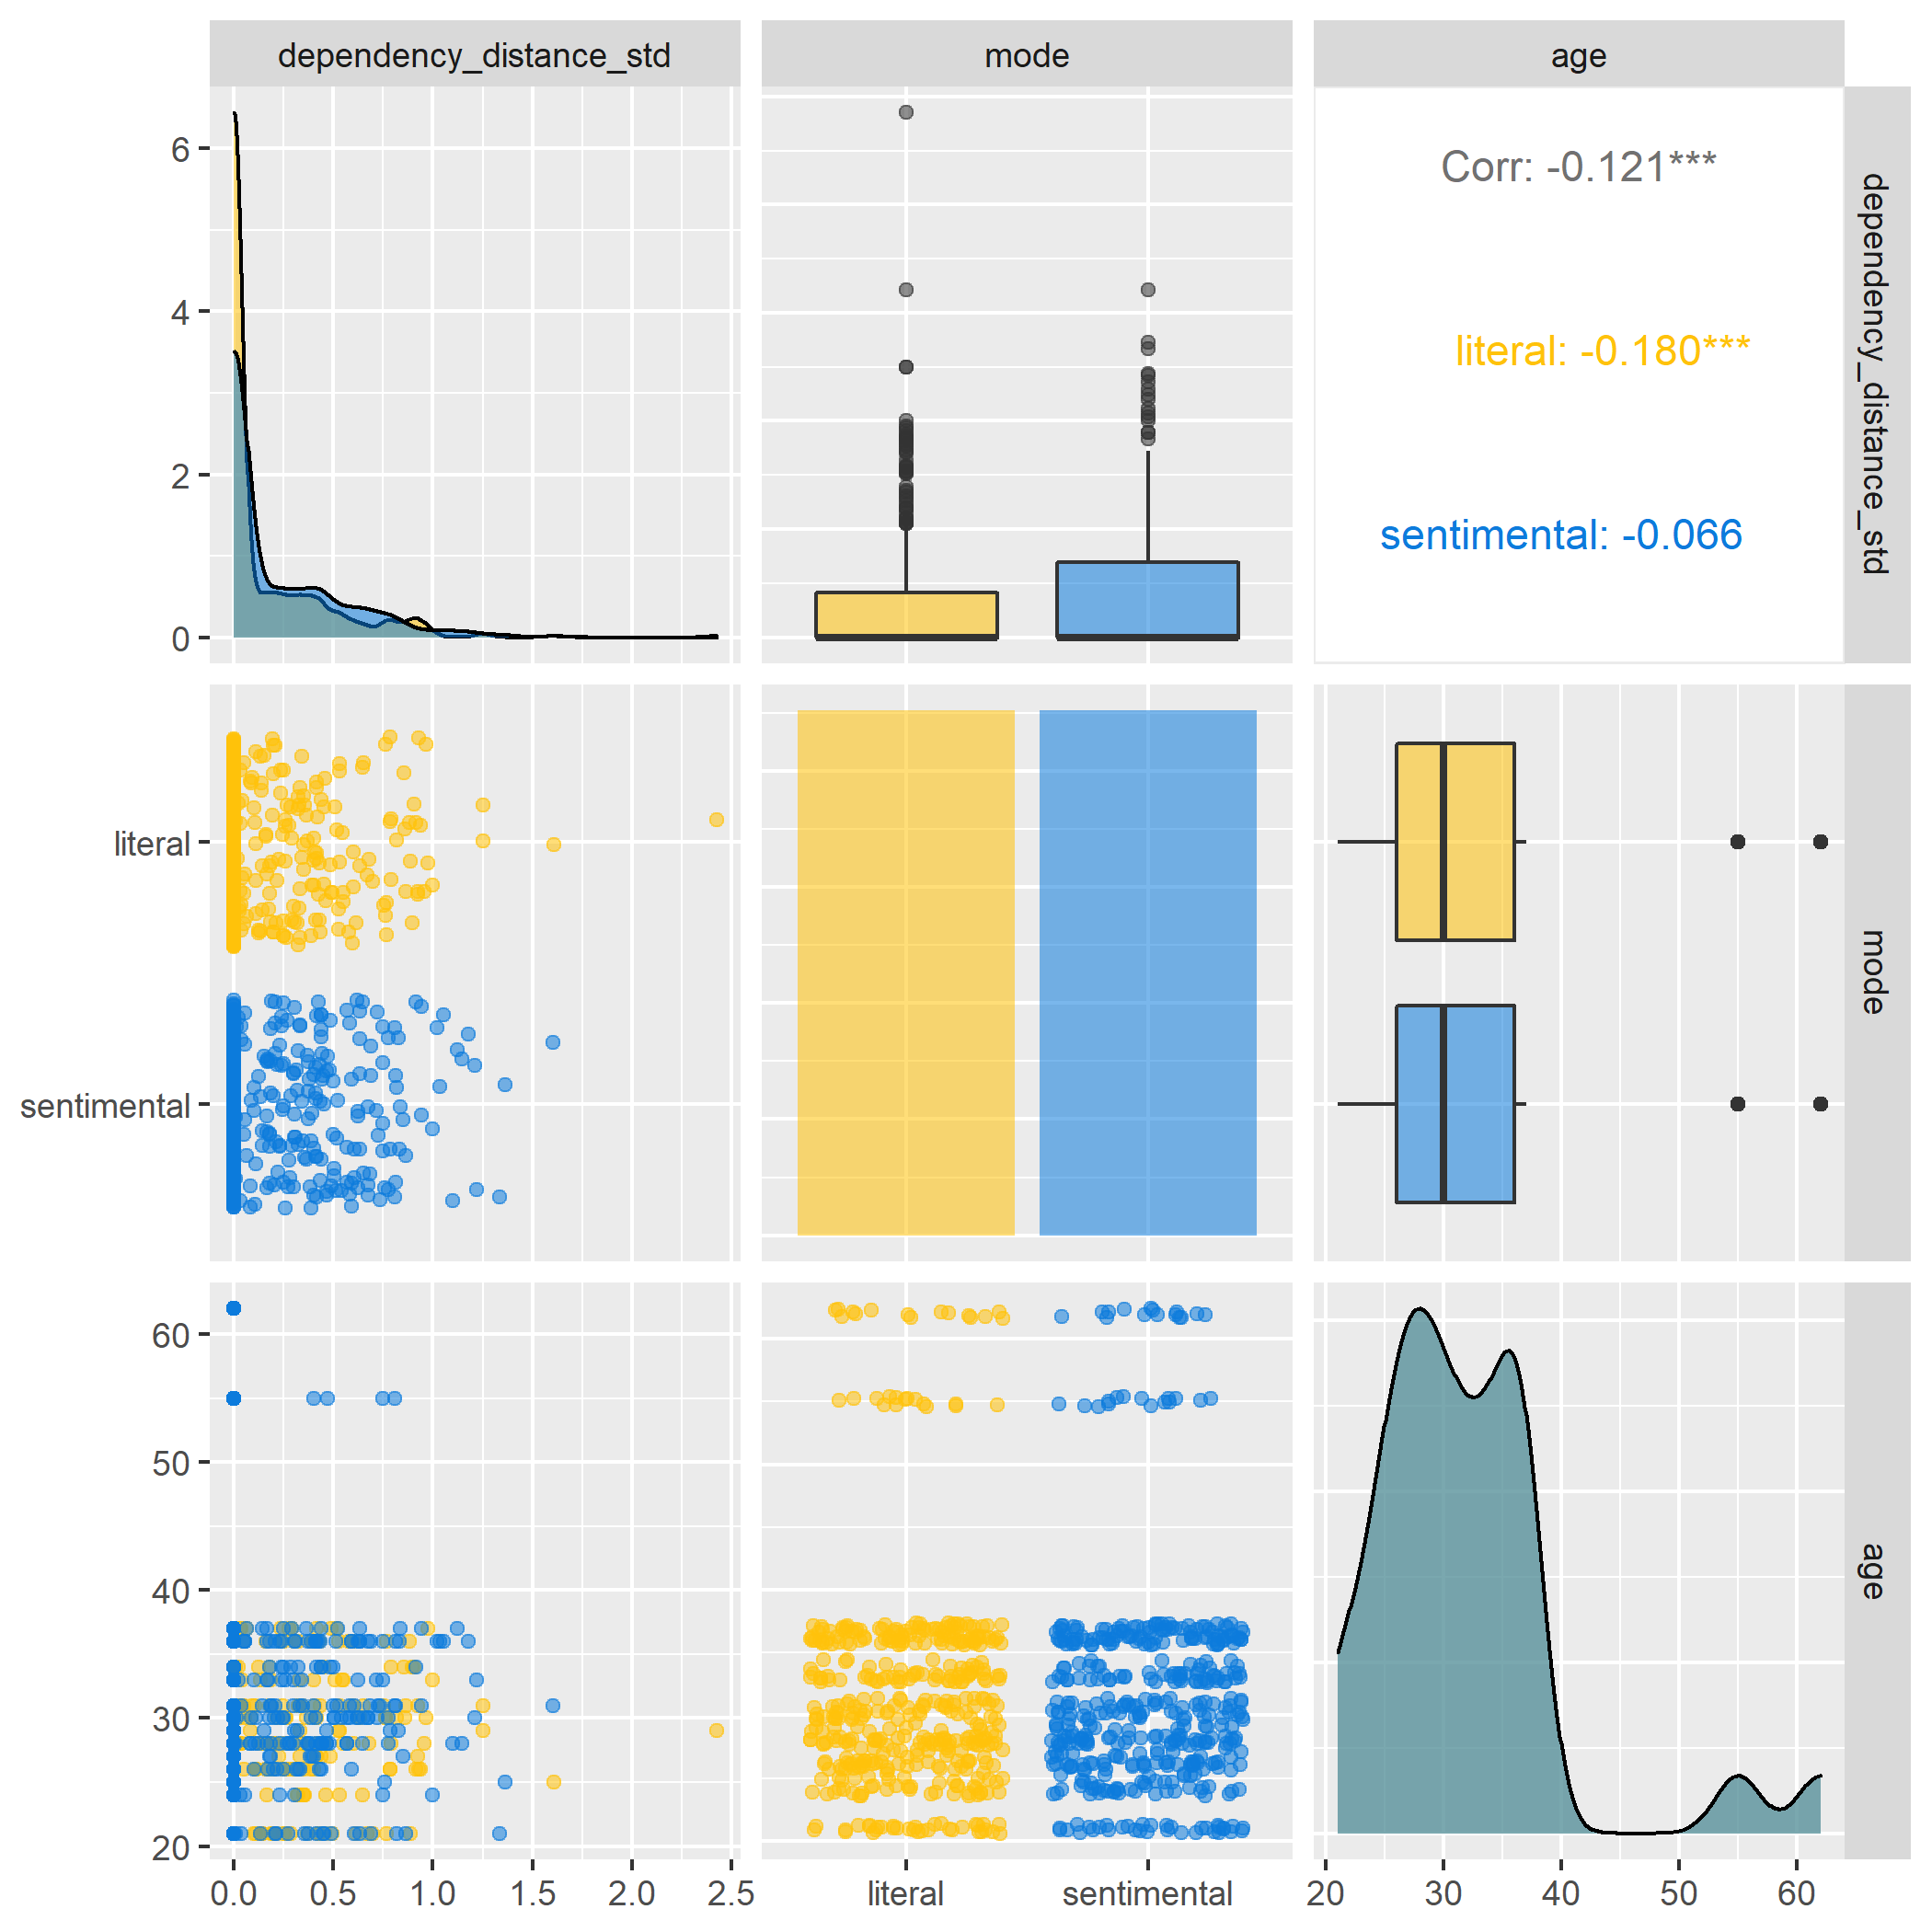 dependency_distance_std
mode
age
6
4
2
0
Corr: -0.121***
literal: -0.180***
sentimental: -0.066
dependency_distance_std
literal
sentimental
mode
60
50
40
30
20
age
0.0 0.5 1.0 1.5 2.0 2.5
literal sentimental
20 30 40 50 60